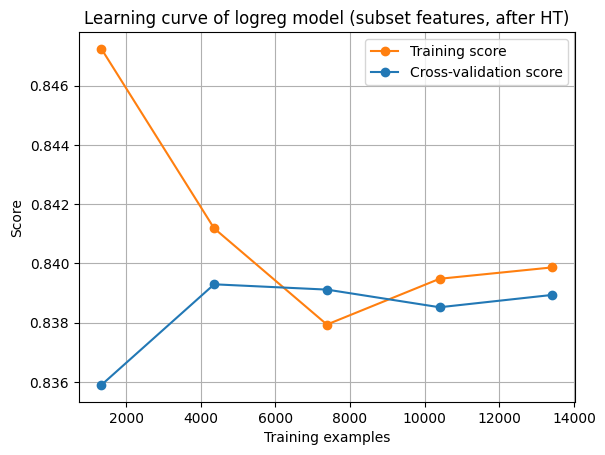 Learning curve of logreg model (subset features, after HT)
Training score
Cross-validation score
0.846
0.844
0.842
0.840
0.838
0.836
Score
2000 4000 6000 8000 10000 12000 14000
Training examples